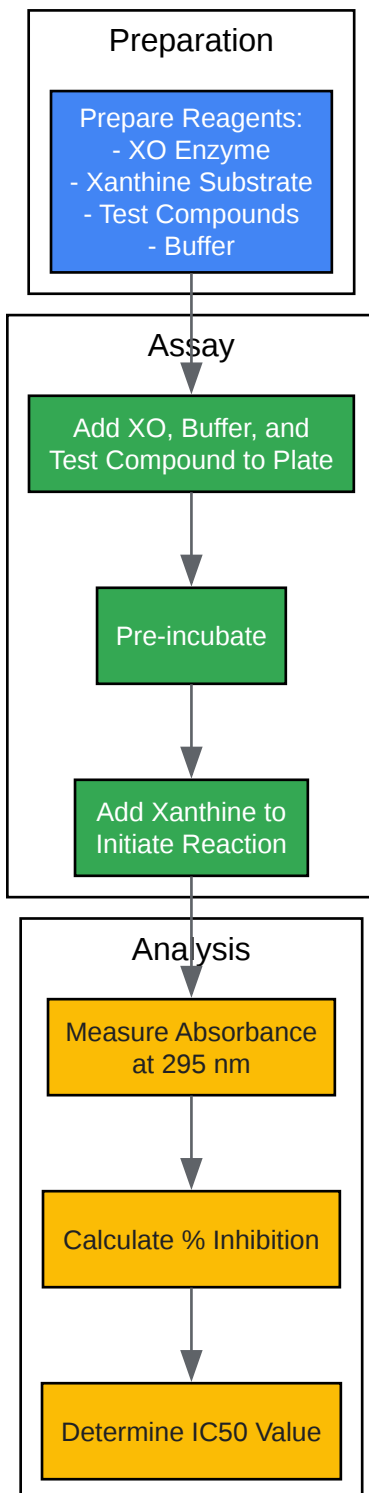 Preparation
Prepare Reagents:
- XO Enzyme
- Xanthine Substrate
- Test Compounds
- Buffer
Assay
Add XO, Buffer, and
Test Compound to Plate
Pre-incubate
Add Xanthine to
Initiate Reaction
Analysis
Measure Absorbance
at 295 nm
Calculate % Inhibition
Determine IC50 Value